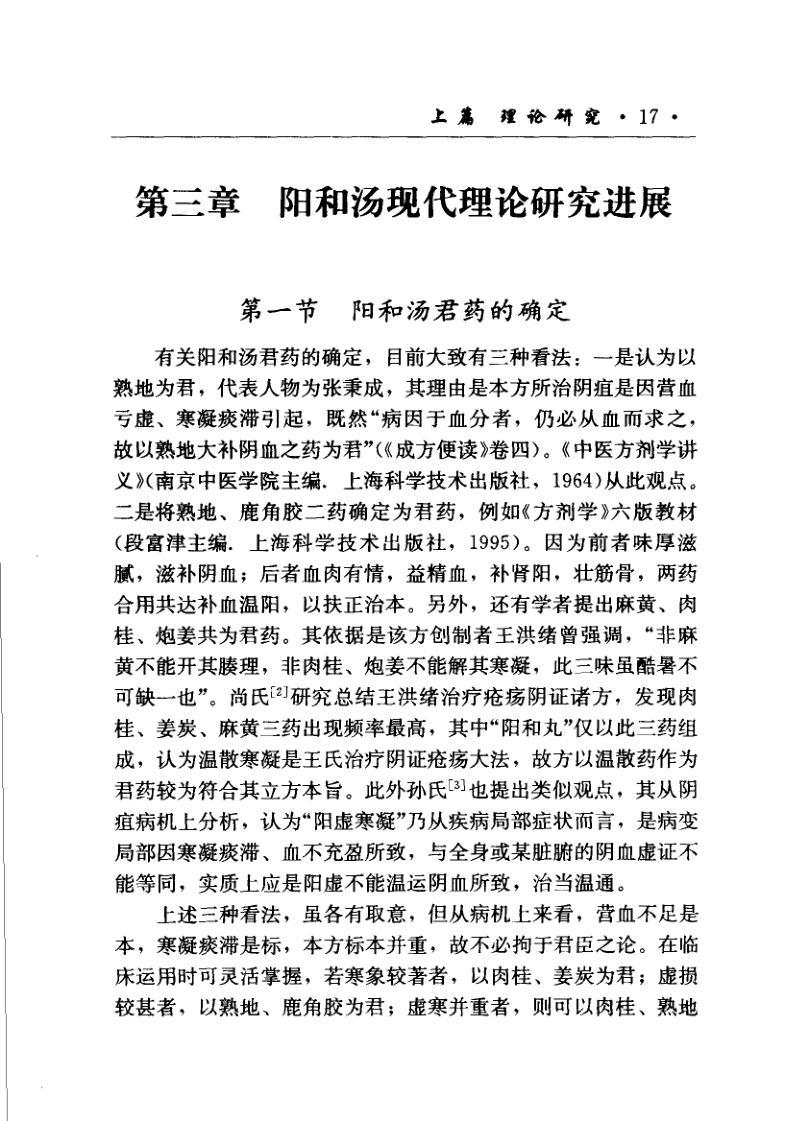 上篇 理论研究 · 17 ·
第三章 阳和汤现代理论研究进展
第一节 阳和汤君药的确定
有关阳和汤君药的确定，目前大致有三种看法：一是认为以
熟地为君，代表人物为张秉成，其理由是本方所治阴疽是因营血
亏虚、寒凝痰滞引起，既然“病因于血分者，仍必从血而求之，
故以熟地大补阴血之药为君”(《成方便读》卷四)。《中医方剂学讲
义》(南京中医学院主编．上海科学技术出版社，1964)从此观点。
二是将熟地、鹿角胶二药确定为君药，例如《方剂学》六版教材
(段富津主编．上海科学技术出版社，1995)。因为前者味厚滋
腻，滋补阴血；后者血肉有情，益精血，补肾阳，壮筋骨，两药
合用共达补血温阳，以扶正治本。另外，还有学者提出麻黄、肉
桂、炮姜共为君药。其依据是该方创制者王洪绪曾强调，“非麻
黄不能开其腠理，非肉桂、炮姜不能解其寒凝，此三味虽酷暑不
可缺一也”。尚氏[2]研究总结王洪绪治疗疮疡阴证诸方，发现肉
桂、姜炭、麻黄三药出现频率最高，其中“阳和丸”仅以此三药组
成，认为温散寒凝是王氏治疗阴证疮疡大法，故方以温散药作为
君药较为符合其立方本旨。此外孙氏[3]也提出类似观点，其从阴
疽病机上分析，认为“阳虚寒凝”乃从疾病局部症状而言，是病变
局部因寒凝痰滞、血不充盈所致，与全身或某脏腑的阴血虚证不
能等同，实质上应是阳虚不能温运阴血所致，治当温通。
上述三种看法，虽各有取意，但从病机上来看，营血不足是
本，寒凝痰滞是标，本方标本并重，故不必拘于君臣之论。在临
床运用时可灵活掌握，若寒象较著者，以肉桂、姜炭为君；虚损
较甚者，以熟地、鹿角胶为君；虚寒并重者，则可以肉桂、熟地